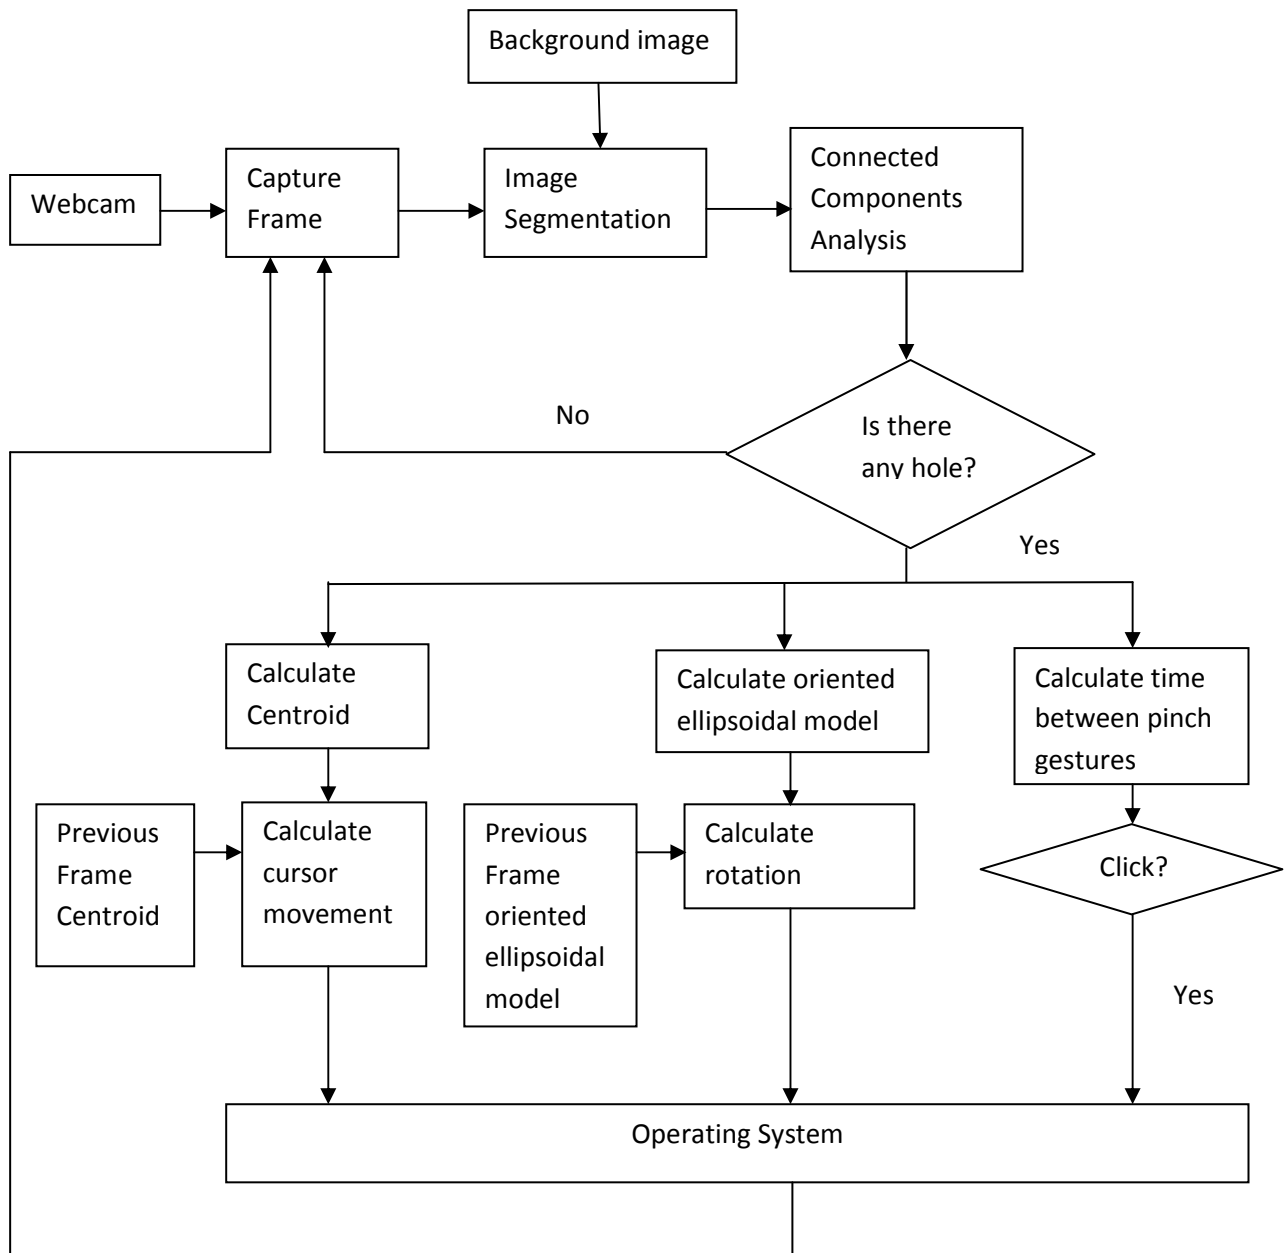 Background image
Webcam
Capture
Frame
Image
Segmentation
Connected
Components
Analysis
No
Is there
any hole?
Yes
Calculate
Centroid
Calculate oriented
ellipsoidal model
Calculate time
between pinch
gestures
Previous
Frame
Centroid
Calculate
cursor
movement
Previous
Frame
oriented
ellipsoidal
model
Calculate
rotation
Click?
Yes
Operating System